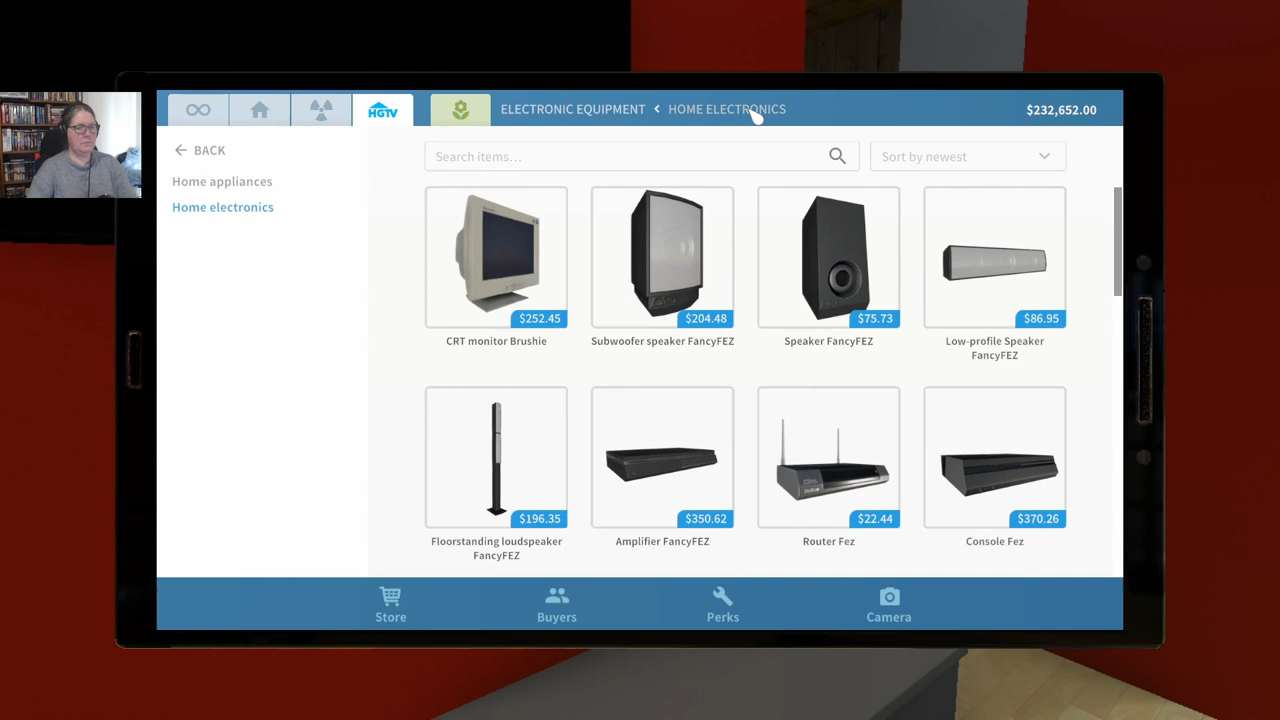 HGTV
ELECTRONIC EQUIPMENT
HOME ELECTRONICS
$232,652.00
BACK
Home appliances
Home electronics
Search items...
Sort by newest
$252.45
$204.48
$75.73
$86.95
CRT monitor Brushie
Subwoofer speaker FancyFEZ
Speaker FancyFEZ
Low-profile Speaker
FancyFEZ
$196.35
$350.62
$22.44
$370.26
Floorstanding loudspeaker
FancyFEZ
Amplifier FancyFEZ
Router Fez
Console Fez
Store
Buyers
Perks
Camera